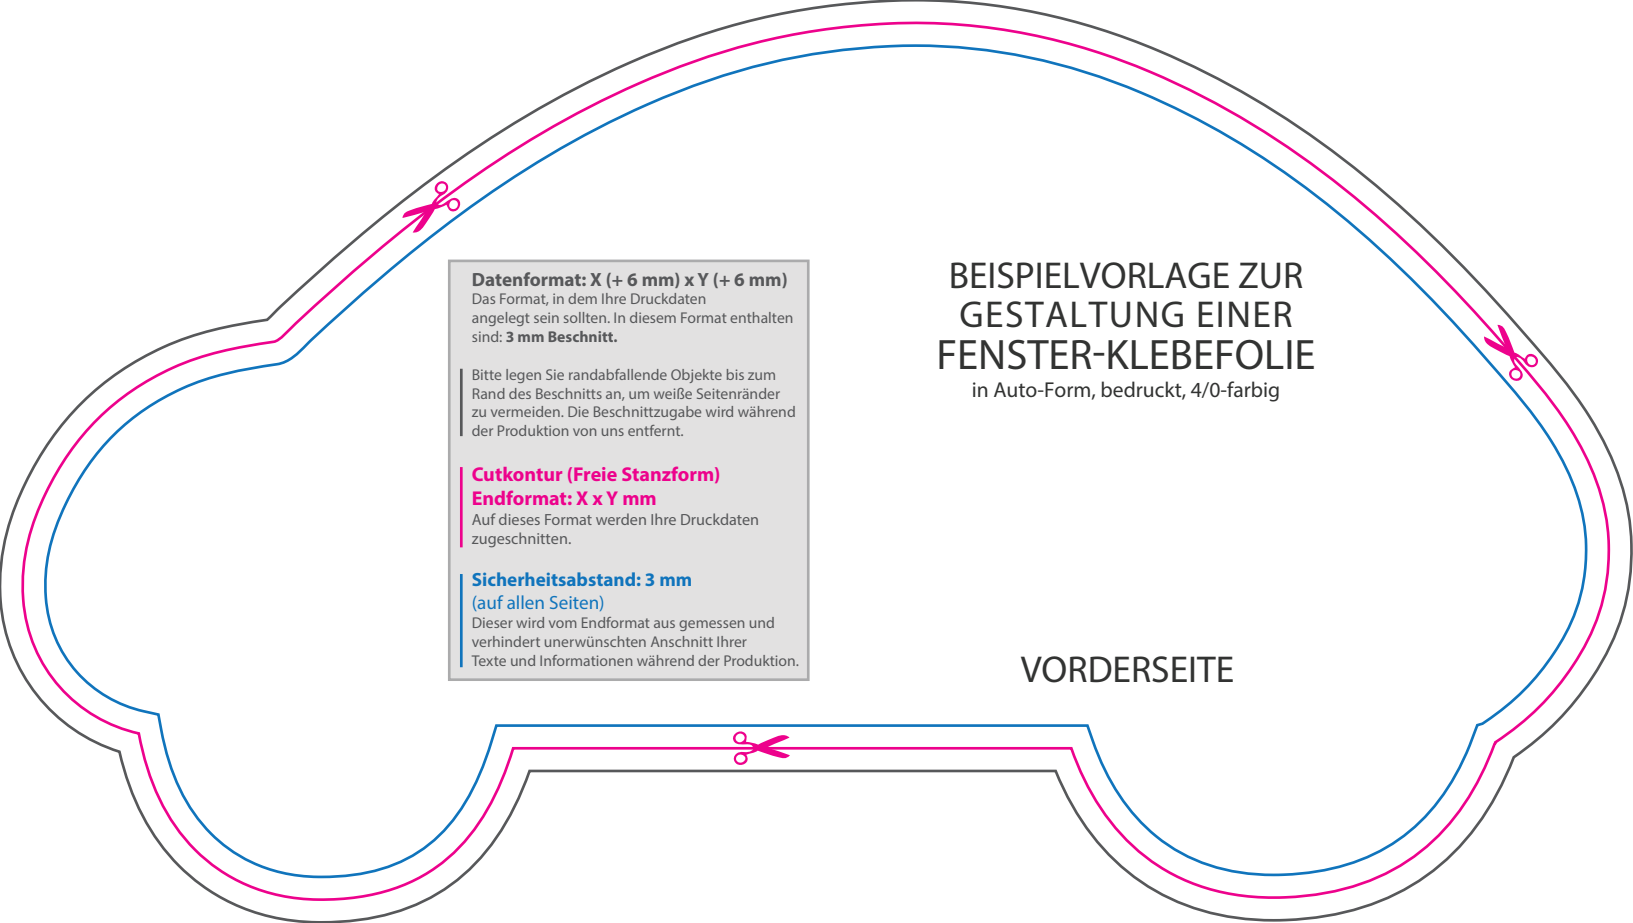 Datenformat: X (+ 6 mm) x Y (+ 6 mm)
Das Format, in dem Ihre Druckdaten
angelegt sein sollten. In diesem Format enthalten
sind: 3 mm Beschnitt.
Bitte legen Sie randabfallende Objekte bis zum
Rand des Beschnitts an, um weiße Seitenränder
zu vermeiden. Die Beschnittzugabe wird während
der Produktion von uns entfernt.
Cutkontur (Freie Stanzform)
Endformat: X x Y mm
Auf dieses Format werden Ihre Druckdaten
zugeschnitten.
Sicherheitsabstand: 3 mm
(auf allen Seiten)
Dieser wird vom Endformat aus gemessen und
verhindert unerwünschten Anschnitt Ihrer
Texte und Informationen während der Produktion.
BEISPIELVORLAGE ZUR
GESTALTUNG EINER
FENSTER-KLEBEFOLIE
in Auto-Form, bedruckt, 4/0-farbig
VORDERSEITE